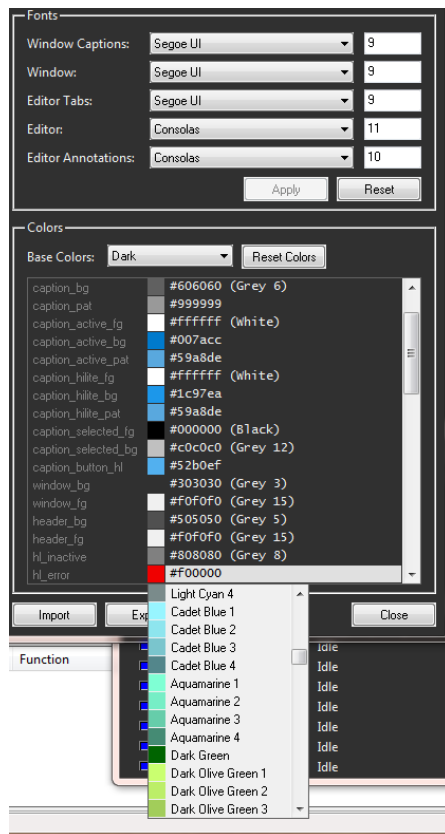 Fonts
Window Captions: Segoe UI 9
Window: Segoe UI 9
Editor Tabs: Segoe UI 9
Editor: Consolas 11
Editor Annotations: Consolas 10
Apply Reset
Colors
Base Colors: Dark Reset Colors
caption_bg #606060 (Grey 6)
caption_pat #999999
caption_active_fg #ffffff (White)
caption_active_bg #007acc
caption_active_pat #59a8de
caption_hilite_fg #ffffff (White)
caption_hilite_bg #1c97ea
caption_hilite_pat #59a8de
caption_selected_fg #000000 (Black)
caption_selected_bg #c0c0c0 (Grey 12)
caption_button_hl #52b0ef
window_bg #303030 (Grey 3)
window_fg #f0f0f0 (Grey 15)
header_bg #505050 (Grey 5)
header_fg #f0f0f0 (Grey 15)
hl_inactive #808080 (Grey 8)
hl_error #f00000
Light Cyan 4
Import Exp Cadet Blue 1 Close
Cadet Blue 2
Cadet Blue 3 Idle
Function Cadet Blue 4 Idle
Aquamarine 1 Idle
Aquamarine 2 Idle
Aquamarine 3 Idle
Aquamarine 4 Idle
Dark Green Idle
Dark Olive Green 1
Dark Olive Green 2
Dark Olive Green 3